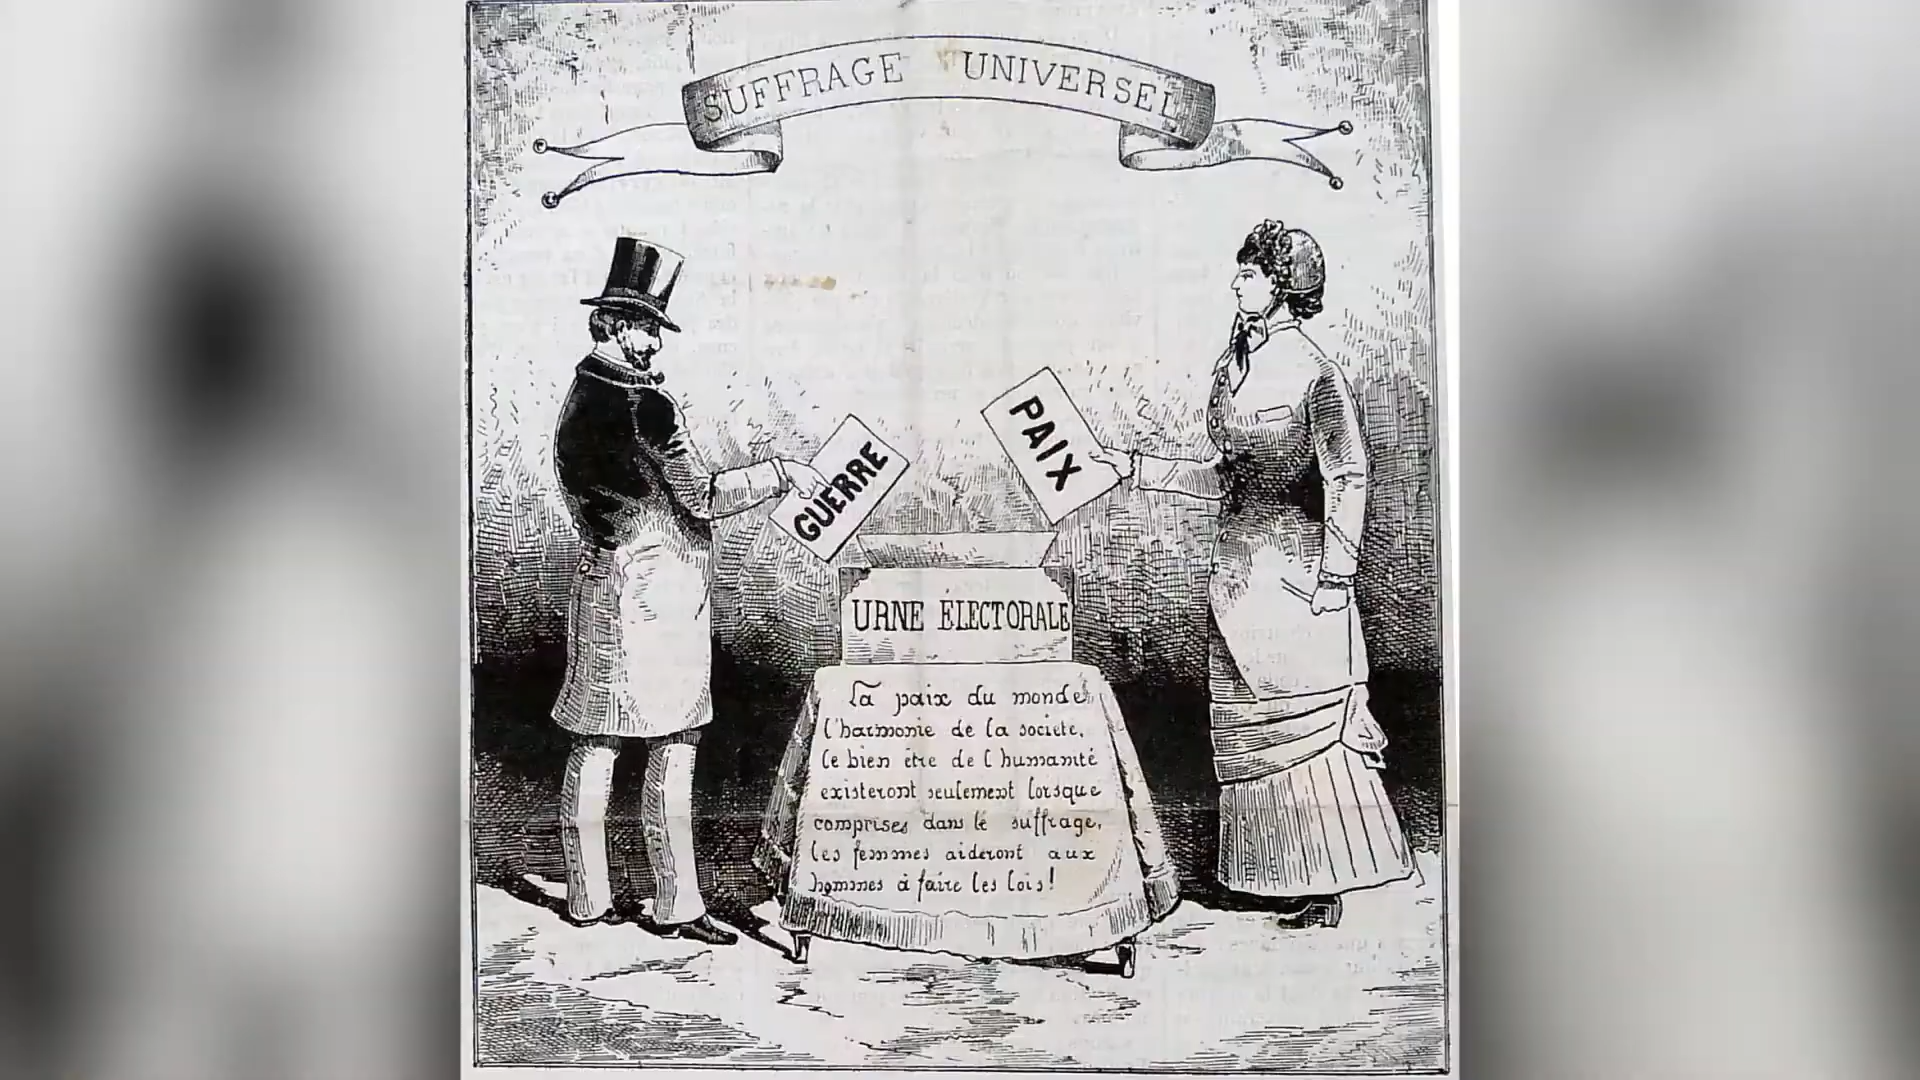 SUFFRAGE UNIVERSEL
GUERRE
PAIX
URNE ÉLECTORALE
La paix du monde,
l'harmonie de la societé,
le bien être de l'humanité
existeront seulement lorsque
comprises dans le suffrage,
les femmes aideront aux
hommes à faire les lois!